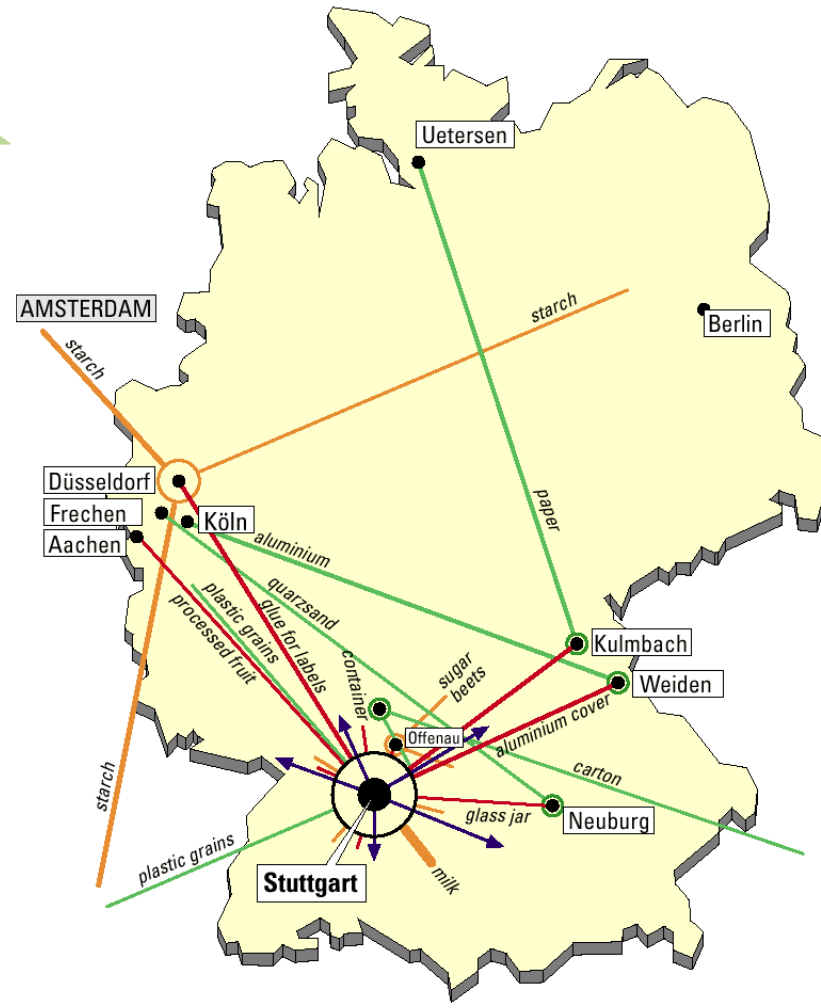 Uetersen
AMSTERDAM
starch
starch
Berlin
Düsseldorf
Frechen
Köln
Aachen
paper
aluminium
quarzsand
glue for labels
plastic grains
processed fruit
container
sugar
beets
Kulmbach
Weiden
Offenau
aluminium cover
carton
starch
glass jar
Neuburg
plastic grains
Stuttgart
milk